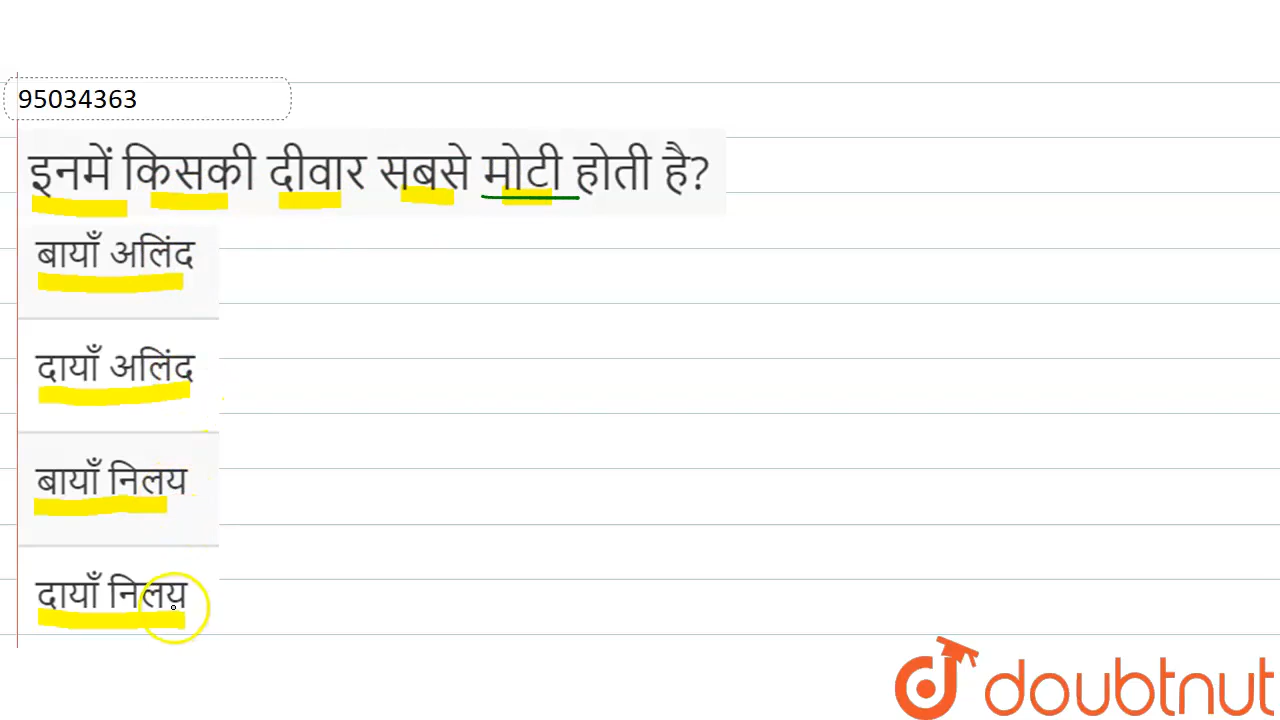 95034363
इनमें किसकी दीवार सबसे मोटी होती है?
बायाँ अलिंद
दायाँ अलिंद
बायाँ निलय
दायाँ निलय
doubtnut